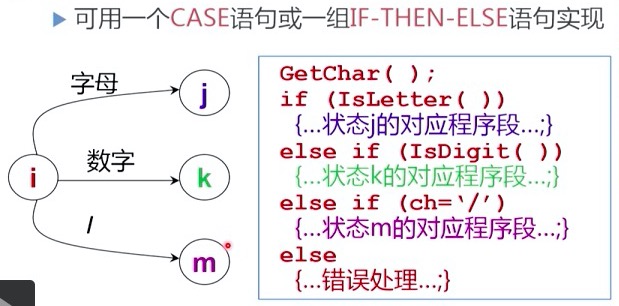 ▶ 可用一个CASE语句或一组IF-THEN-ELSE语句实现
字母
j
i
数字
k
/
m
GetChar( );
if (IsLetter( ))
{…状态j的对应程序段…;}
else if (IsDigit( ))
{…状态k的对应程序段…;}
else if (ch=‘/’)
{…状态m的对应程序段…;}
else
{…错误处理…;}